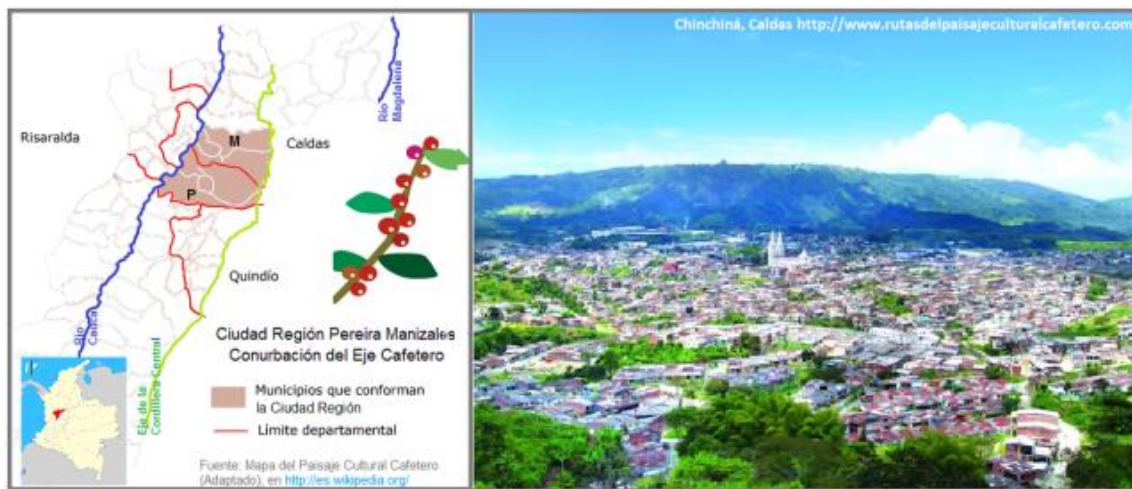 Risaralda
M
Caldas
P
Quindío
Río
Magdalena
Río
Cauca
Eje de la
Cordillera Central
Ciudad Región Pereira Manizales
Conurbación del Eje Cafetero
Municipios que conforman
la Ciudad Región
Límite departamental
Fuente: Mapa del Paisaje Cultural Cafetero
(Adaptado), en http://es.wikipedia.org/
Chinchiná, Caldas http://www.rutasdelpaisajeculturalcafetero.com